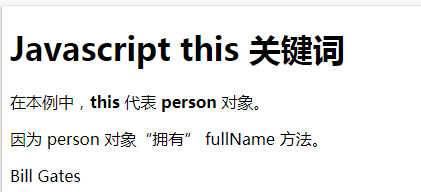 Javascript this 关键词
在本例中，this 代表 person 对象。
因为 person 对象“拥有” fullName 方法。
Bill Gates